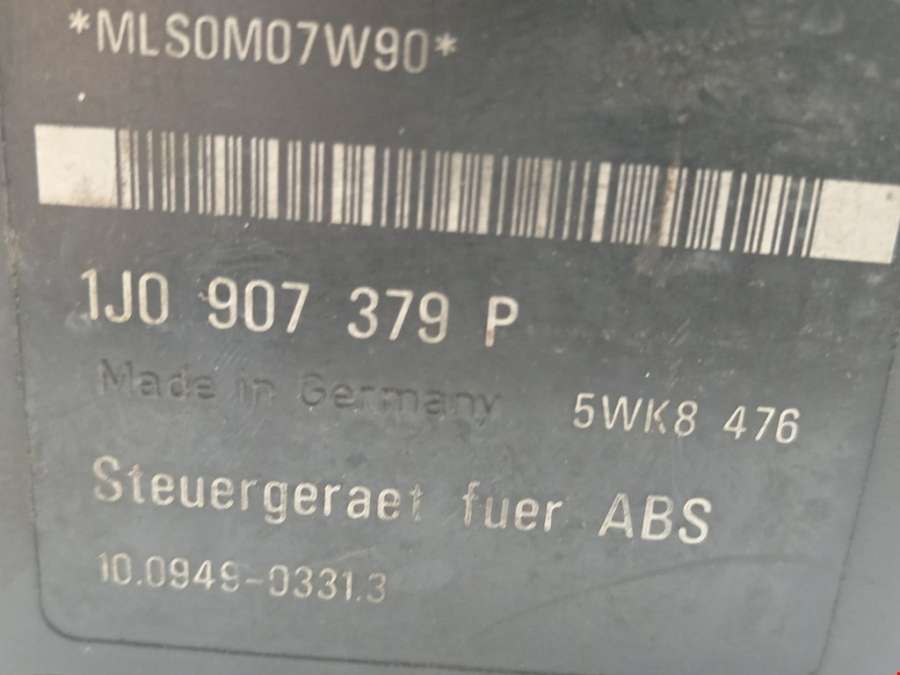 *MLS0M07W90*
1J0 907 379 P
Made in Germany 5WK8 476
Steuergeraet fuer ABS
10.0949-0331.3